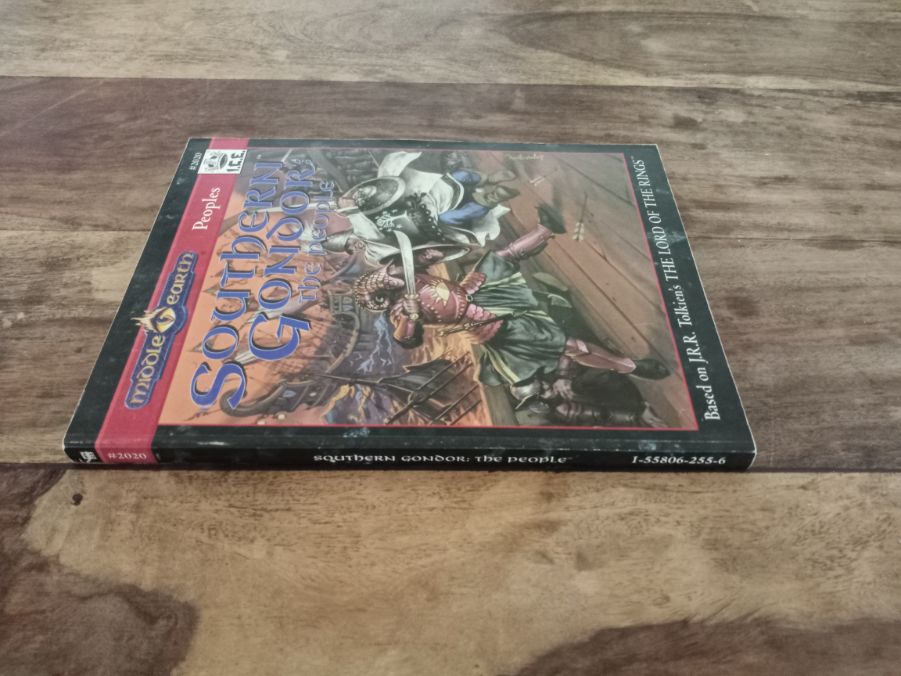 #2020
I.C.E.
Peoples
MIDDLE EARTH
SOUTHERN
GONDOR:
THE PEOPLE
Based on J.R.R. Tolkien's THE LORD OF THE RINGS™
#2020
SOUTHERN GONDOR: THE PEOPLE
1-55806-255-6